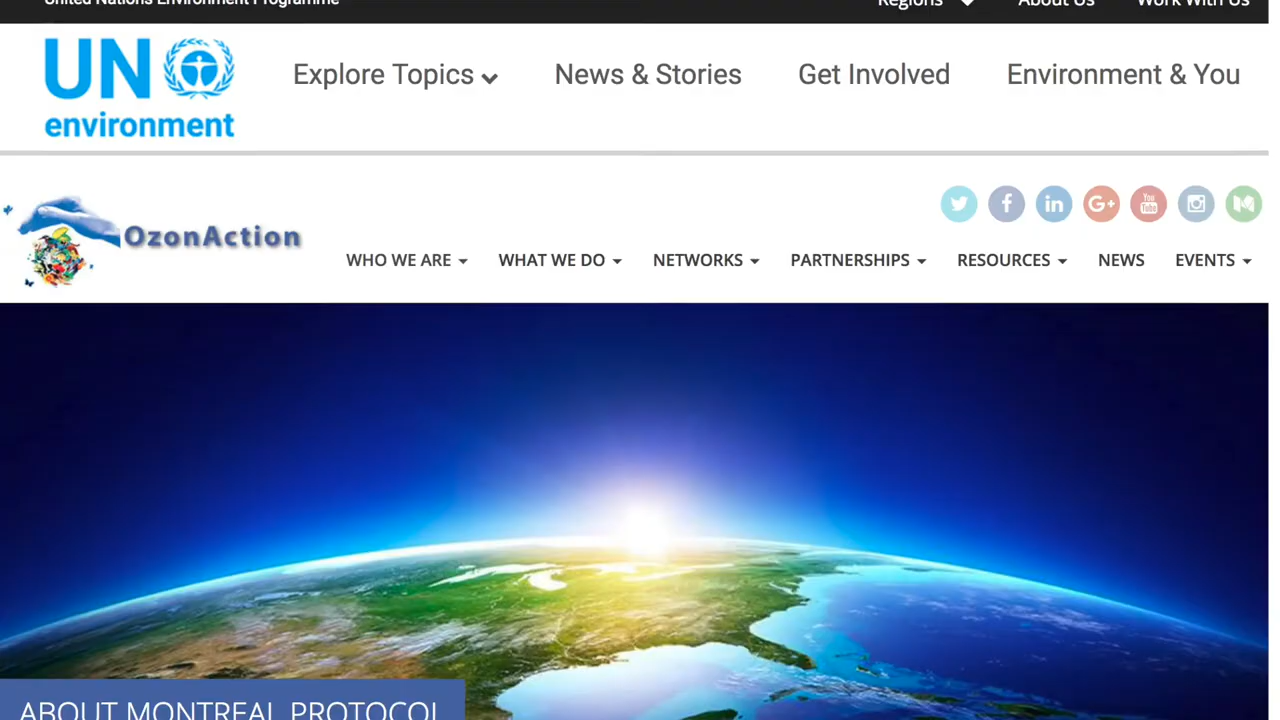 United Nations Environment Programme
Regions About Us Work With Us
UN
environment
Explore Topics News & Stories Get Involved Environment & You
OzonAction
WHO WE ARE WHAT WE DO NETWORKS PARTNERSHIPS RESOURCES NEWS EVENTS
ABOUT MONTREAL PROTOCOL